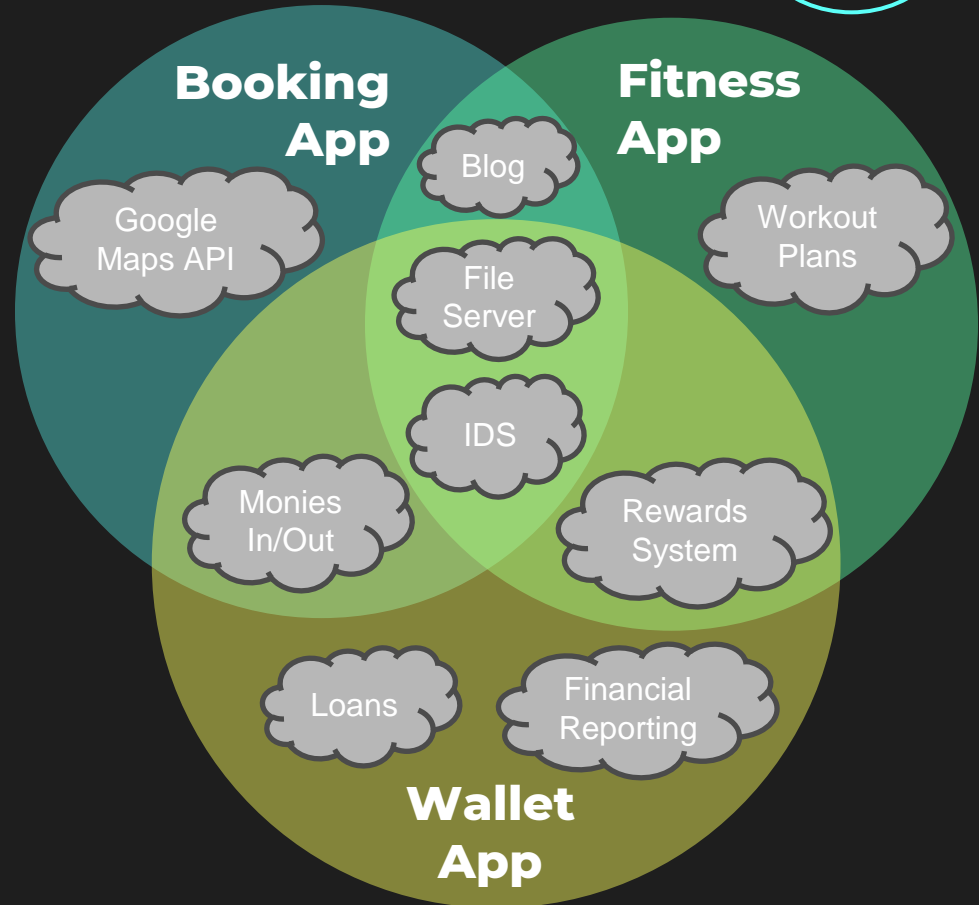 Booking
App
Fitness
App
Blog
Google
Maps API
Workout
Plans
File
Server
IDS
Monies
In/Out
Rewards
System
Loans
Financial
Reporting
Wallet
App